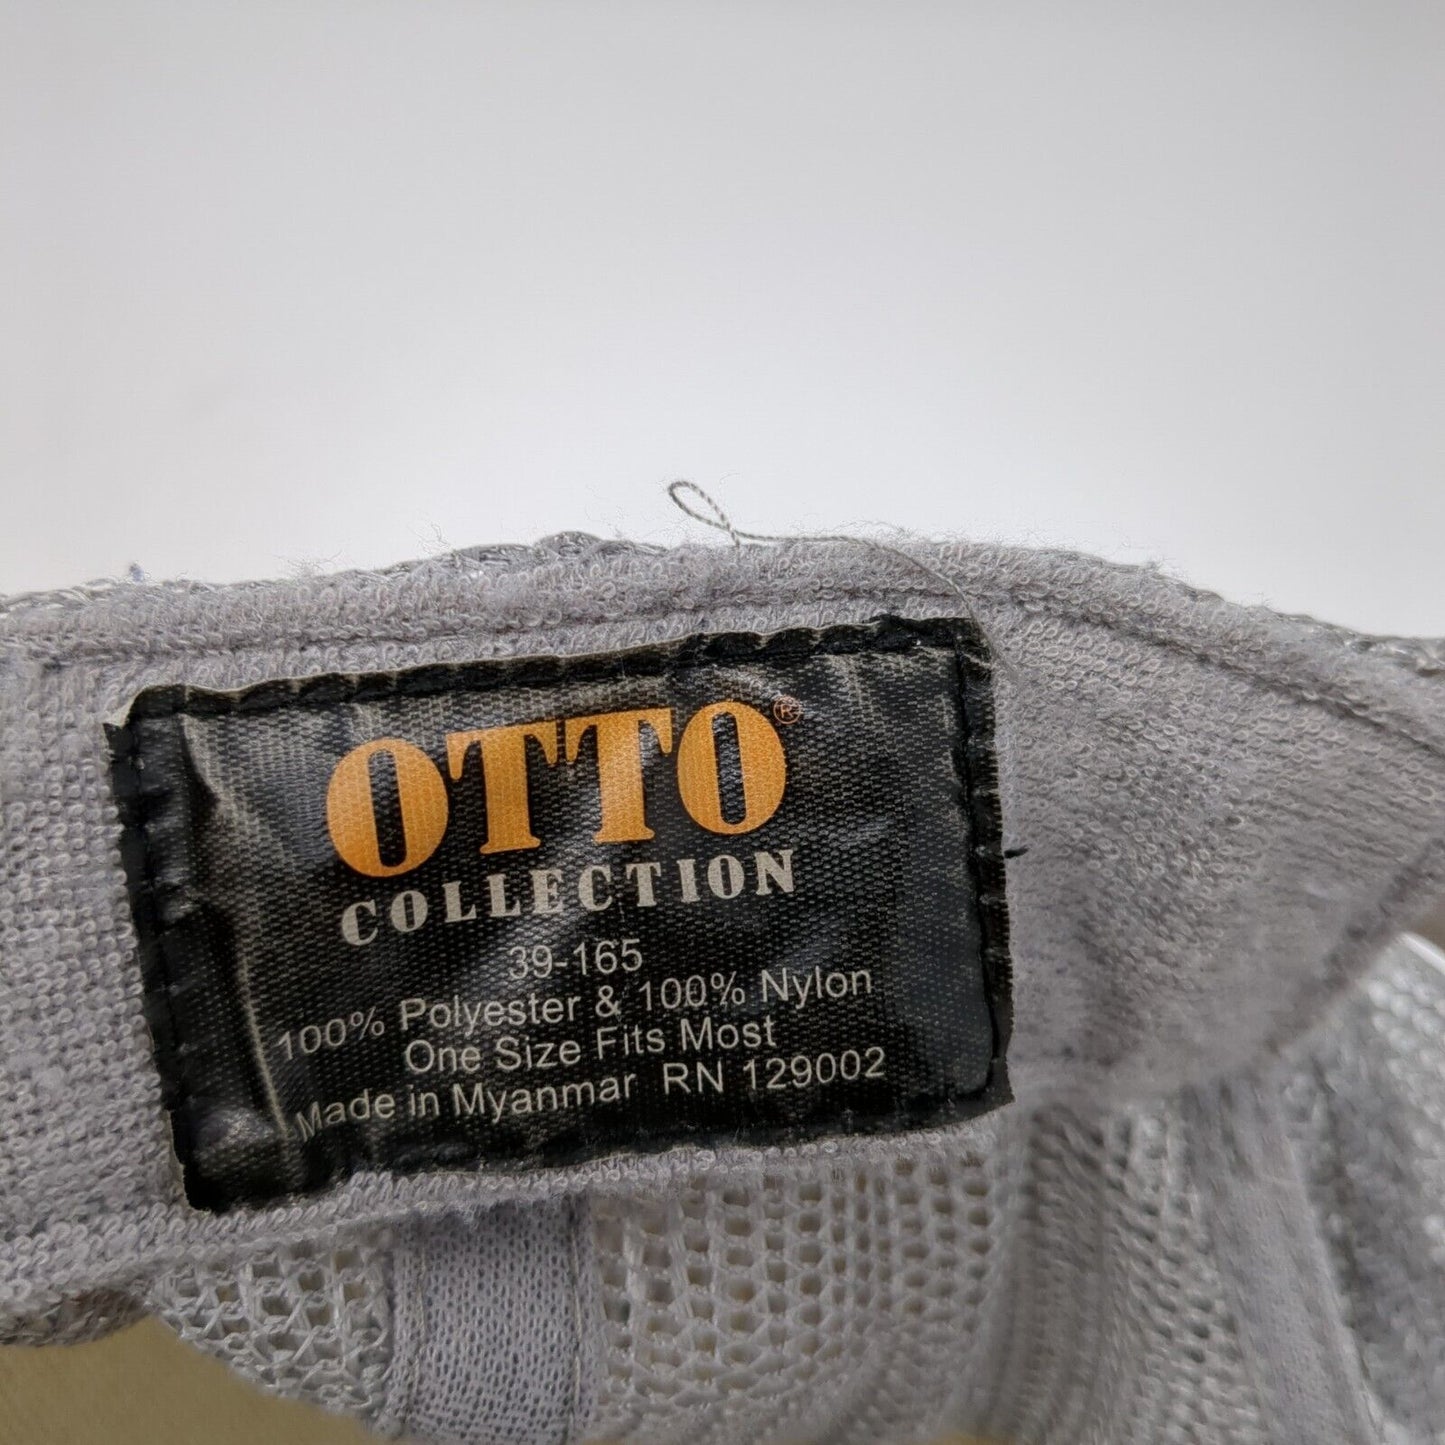 OTTO®
COLLECTION
39-165
100% Polyester & 100% Nylon
One Size Fits Most
Made in Myanmar RN 129002